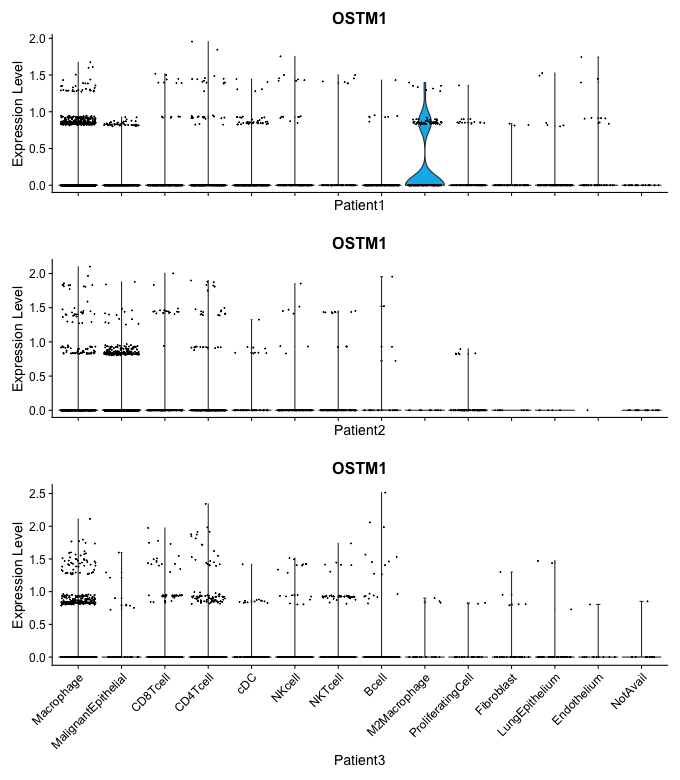 OSTM1
2.0
1.5
1.0
0.5
0.0
Expression Level
Patient1
OSTM1
2.0
1.5
1.0
0.5
0.0
Expression Level
Patient2
OSTM1
2.5
2.0
1.5
1.0
0.5
0.0
Expression Level
Macrophage
MalignantEpithelial
CD8Tcell
CD4Tcell
cDC
NKcell
NKTcell
Bcell
M2Macrophage
ProliferatingCell
Fibroblast
LungEpithelium
Endothelium
NotAvail
Patient3